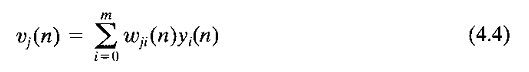 v_j(n) = \sum_{i=0}^{m} w_{ji}(n)y_i(n) (4.4)